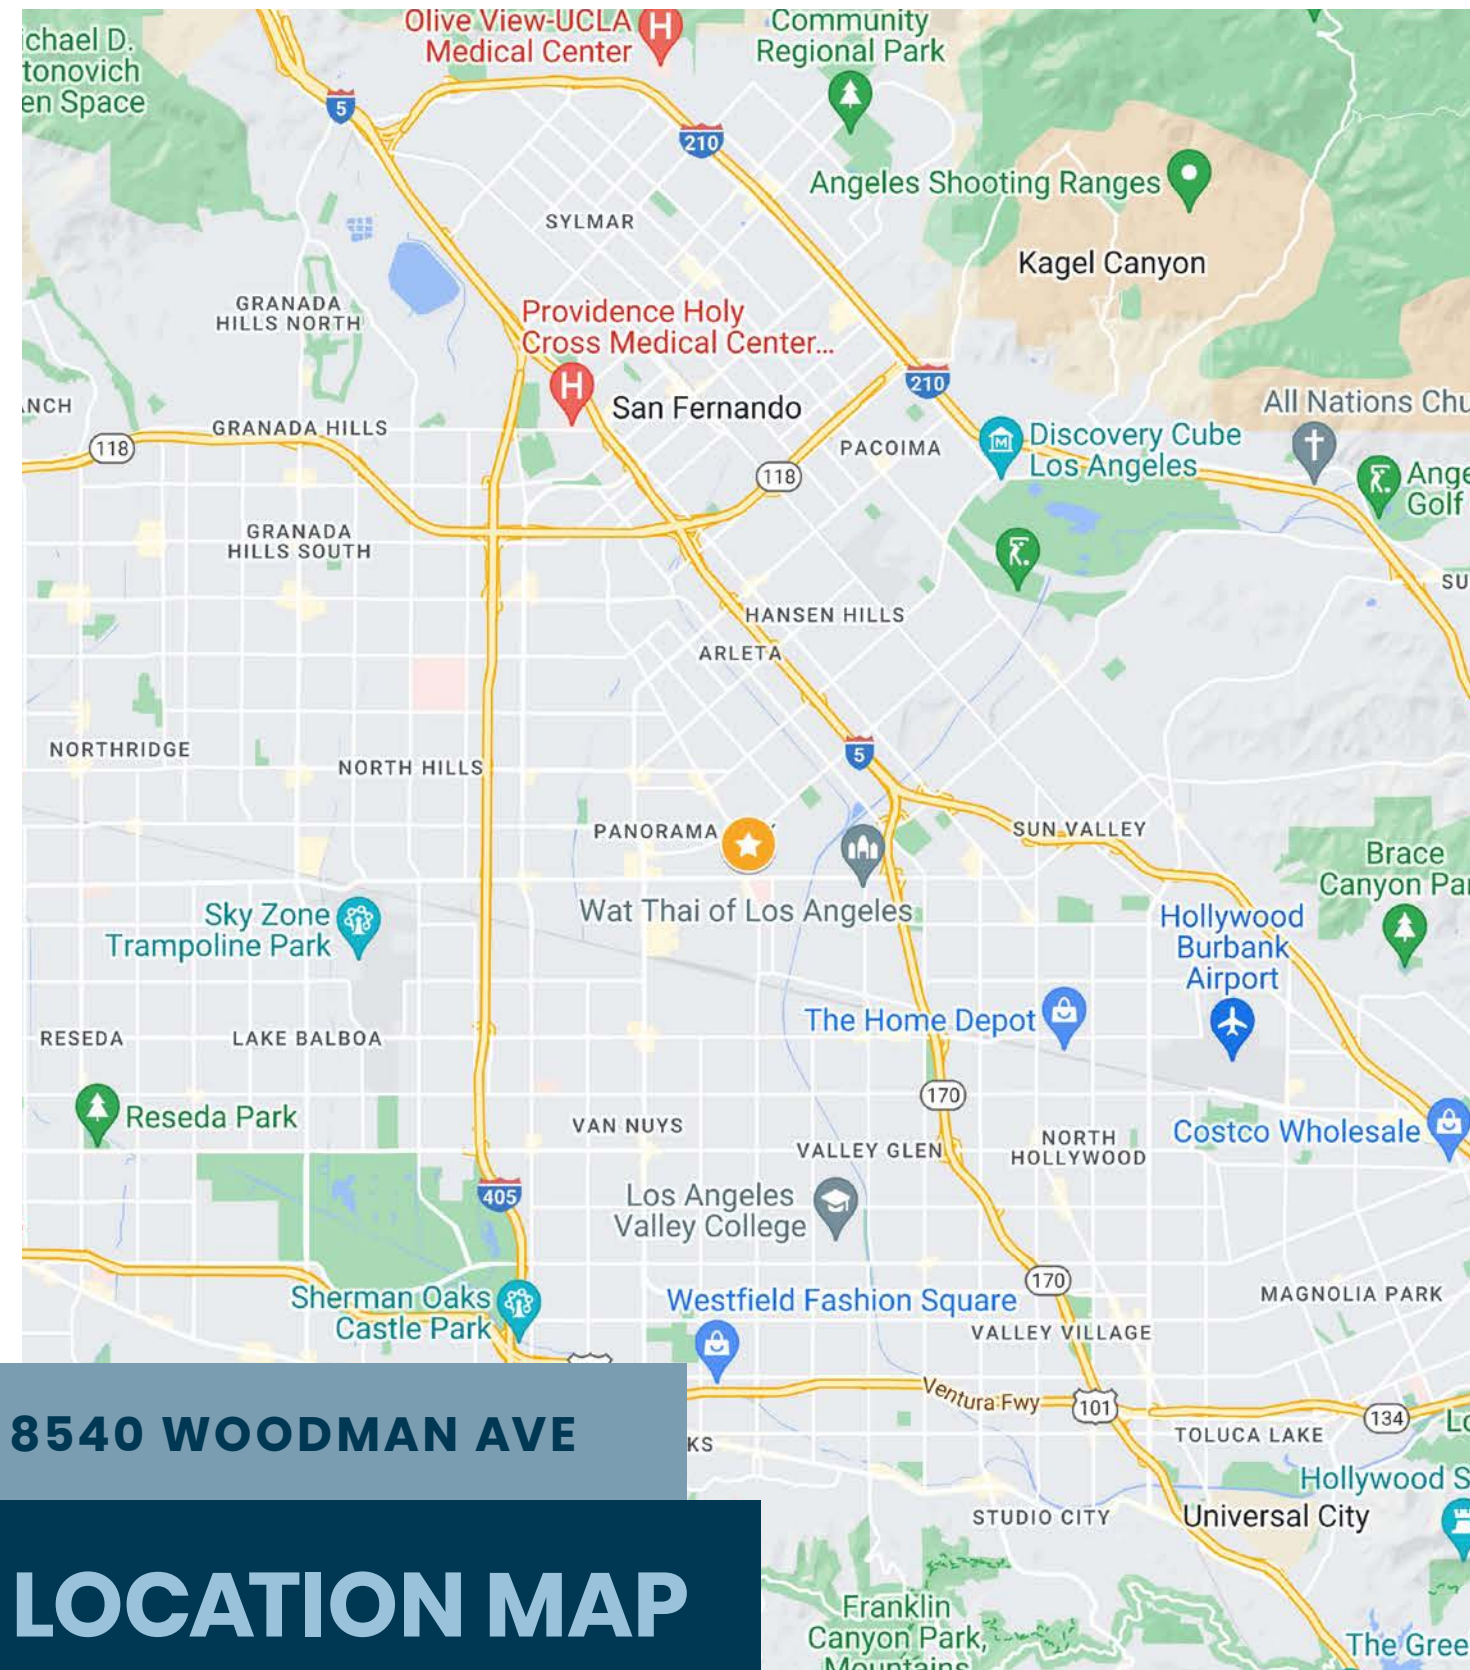 Olive View-UCLA
Medical Center
Community
Regional Park
ichael D.
tonovich
en Space
5
210
Angeles Shooting Ranges
SYLMAR
Kagel Canyon
GRANADA
HILLS NORTH
Providence Holy
Cross Medical Center...
H
H
210
San Fernando
All Nations Chu
NCH
GRANADA HILLS
118
PACOIMA
Discovery Cube
Los Angeles
118
Ange
Golf
GRANADA
HILLS SOUTH
SU
HANSEN HILLS
ARLETA
NORTHRIDGE
NORTH HILLS
5
PANORAMA
SUN VALLEY
Brace
Canyon Par
Sky Zone
Trampoline Park
Wat Thai of Los Angeles
Hollywood
Burbank
Airport
The Home Depot
RESEDA
LAKE BALBOA
170
Reseda Park
VAN NUYS
VALLEY GLEN
NORTH
HOLLYWOOD
Costco Wholesale
405
Los Angeles
Valley College
170
MAGNOLIA PARK
Sherman Oaks
Castle Park
Westfield Fashion Square
VALLEY VILLAGE
Ventura Fwy
101
134
8540 WOODMAN AVE
KS
TOLUCA LAKE
Lo
Hollywood S
STUDIO CITY
Universal City
LOCATION MAP
Franklin
Canyon Park,
Mountains
The Gree